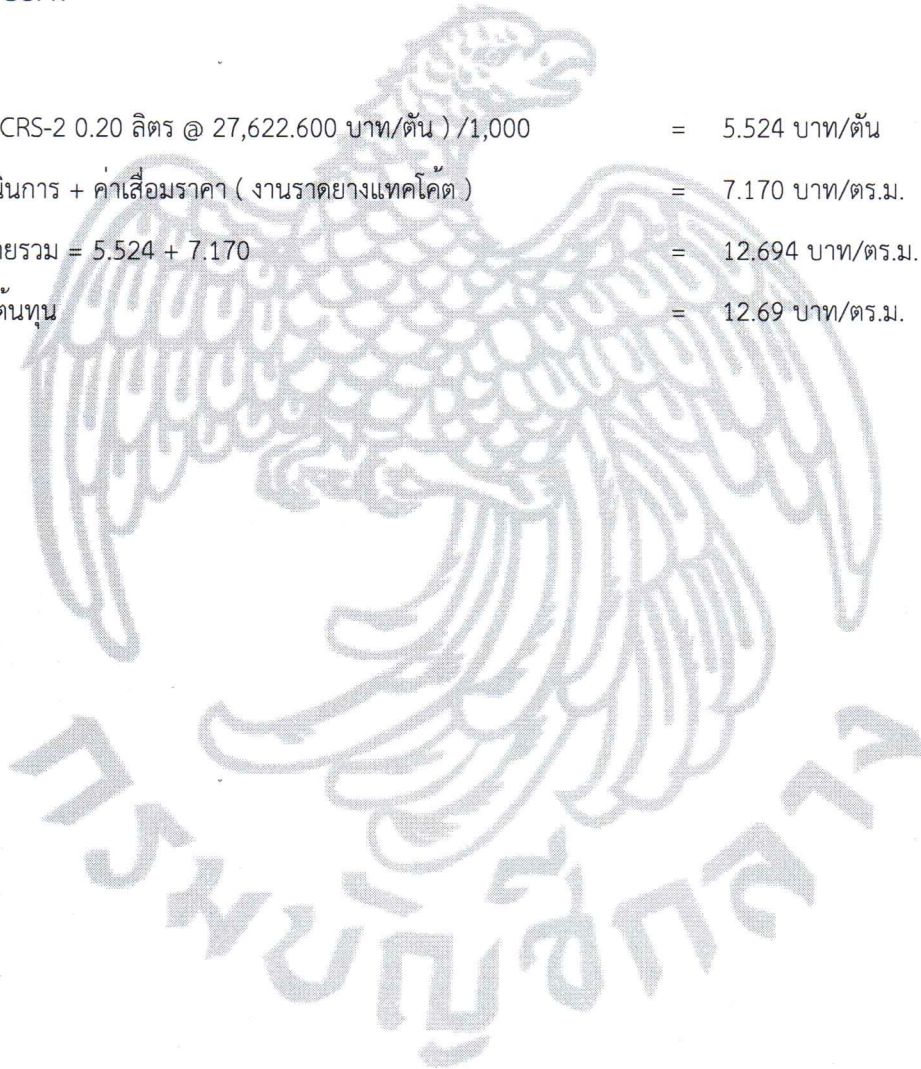 CRS-2 0.20 ลิตร @ 27,622.600 บาท/ตัน ) /1,000 = 5.524 บาท/ตัน
นินการ + ค่าเสื่อมราคา ( งานราดยางแทคโค้ต ) = 7.170 บาท/ตร.ม.
ายรวม = 5.524 + 7.170 = 12.694 บาท/ตร.ม.
ต้นทุน = 12.69 บาท/ตร.ม.
กรมบัญชีกลาง